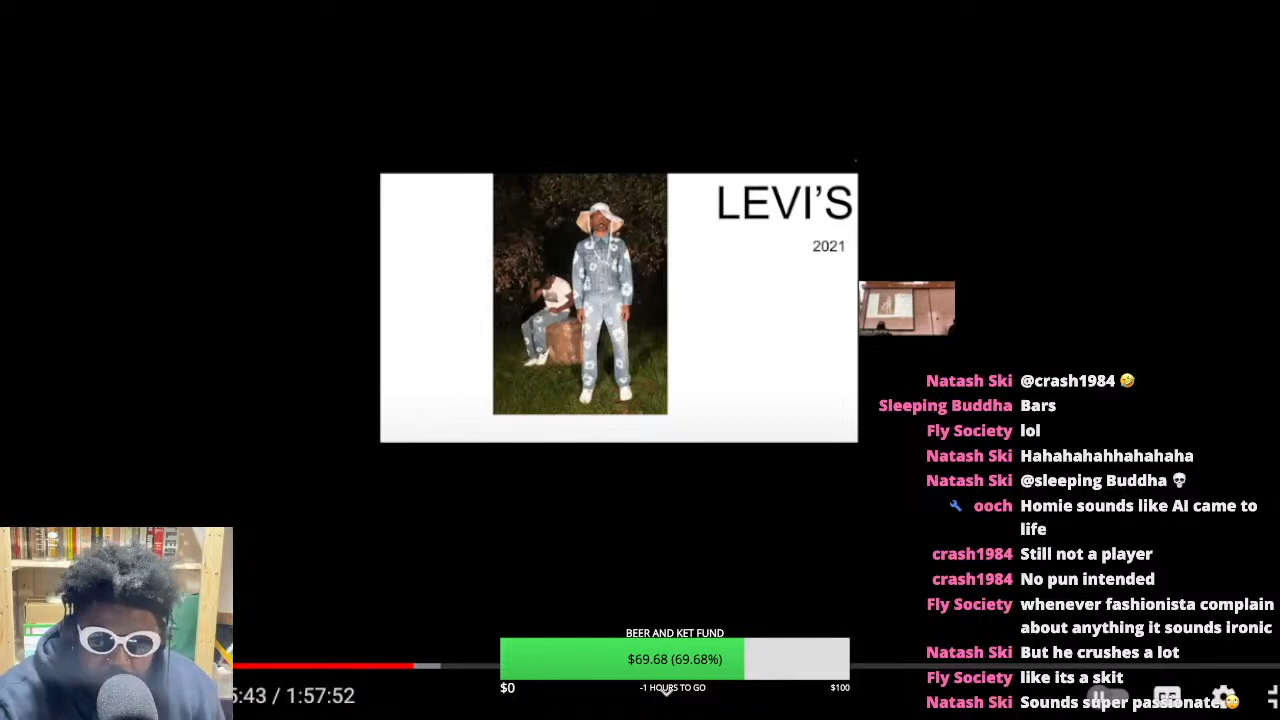 LEVI'S
2021
Natash Ski @crash1984 🤣
Sleeping Buddha Bars
Fly Society lol
Natash Ski Hahahahahhahahaha
Natash Ski @sleeping Buddha 💀
ooch Homie sounds like AI came to
life
crash1984 Still not a player
crash1984 No pun intended
Fly Society whenever fashionista complain
about anything it sounds ironic
Natash Ski But he crushes a lot
Fly Society like its a skit
Natash Ski Sounds super passionate 🙄
BEER AND KET FUND
$69.68 (69.68%)
$0 -1 HOURS TO GO $100
5:43 / 1:57:52